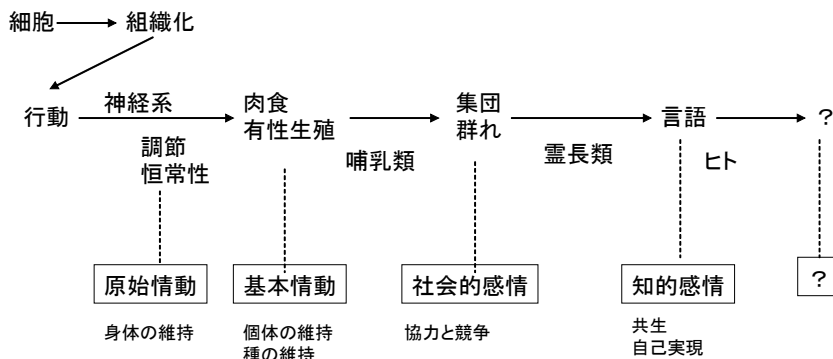 細胞
組織化
行動
神経系
調節
恒常性
肉食
有性生殖
哺乳類
集団
群れ
霊長類
言語
ヒト
?
原始情動
基本情動
社会的感情
知的感情
?
身体の維持
個体の維持
種の維持
協力と競争
共生
自己実現